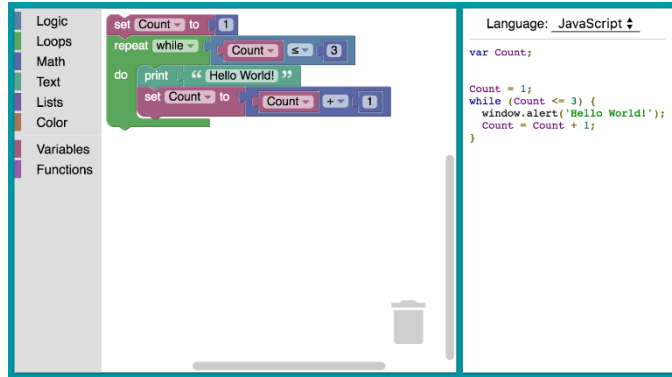 Logic
Loops
Math
Text
Lists
Color
Variables
Functions
set Count to 1
repeat while Count ≤ 3
do print “ Hello World! ”
set Count to Count + 1
Language: JavaScript
var Count;
Count = 1;
while (Count <= 3) {
window.alert('Hello World!');
Count = Count + 1;
}